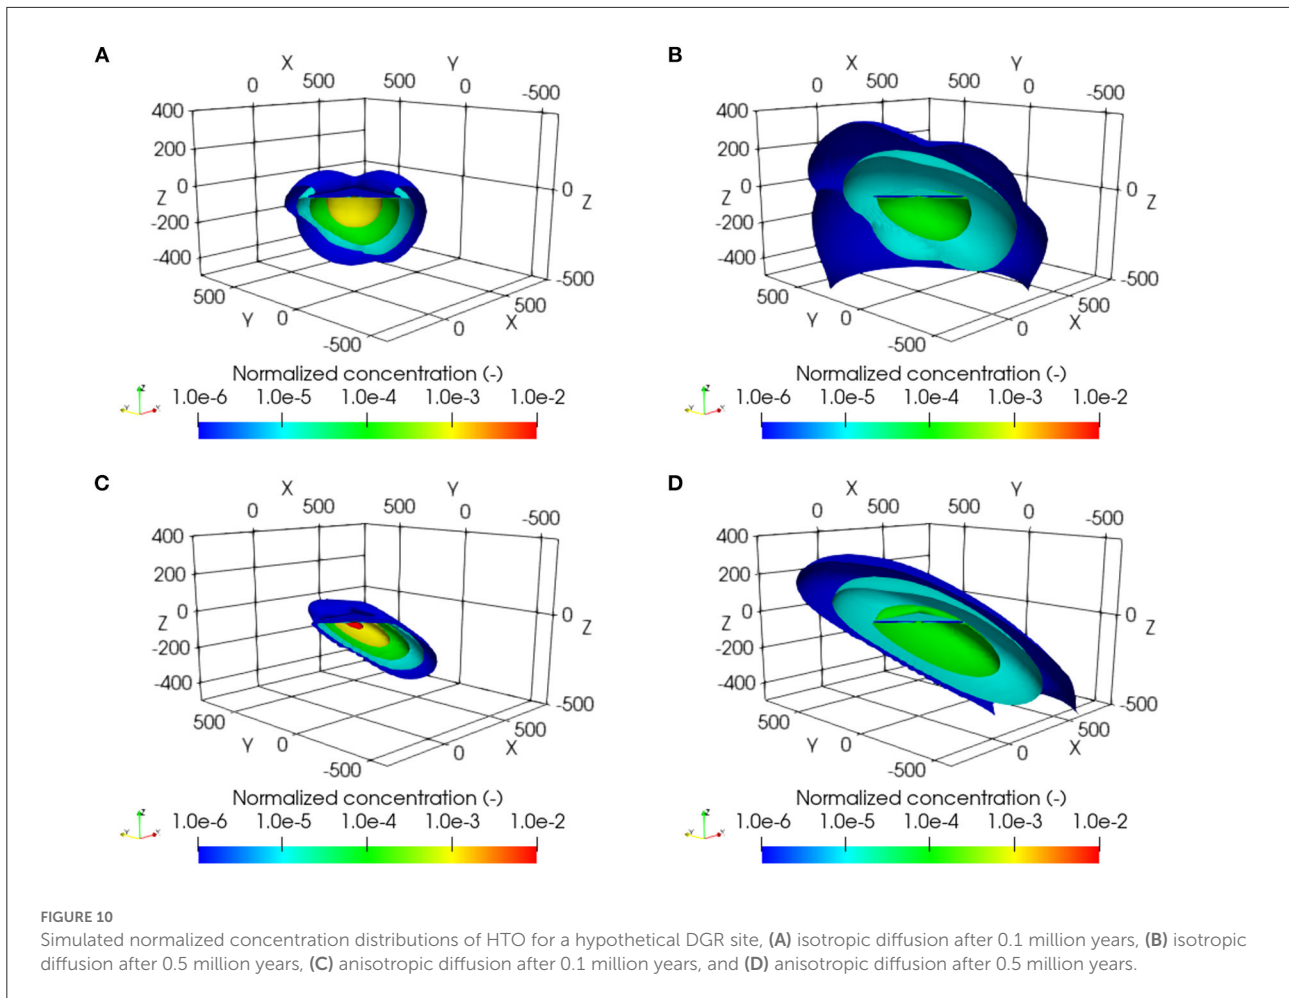 A
X
Y
0
500
500
0
-500
400
200
0
Z
-200
-400
0
Z
-500
500
Y
0
-500
0
X
500
Normalized concentration (-)
1.0e-6 1.0e-5 1.0e-4 1.0e-3 1.0e-2
Z
Y
X
B
X
Y
0
500
500
0
-500
400
200
0
Z
-200
-400
0
Z
-500
500
Y
0
-500
0
X
500
Normalized concentration (-)
1.0e-6 1.0e-5 1.0e-4 1.0e-3 1.0e-2
Z
Y
X
C
X
Y
0
500
500
0
-500
400
200
0
Z
-200
-400
0
Z
-500
500
Y
0
-500
0
X
500
Normalized concentration (-)
1.0e-6 1.0e-5 1.0e-4 1.0e-3 1.0e-2
Z
Y
X
D
X
Y
0
500
500
0
-500
400
200
0
Z
-200
-400
0
Z
-500
500
Y
0
-500
0
X
500
Normalized concentration (-)
1.0e-6 1.0e-5 1.0e-4 1.0e-3 1.0e-2
Z
Y
X
FIGURE 10
Simulated normalized concentration distributions of HTO for a hypothetical DGR site, (A) isotropic diffusion after 0.1 million years, (B) isotropic
diffusion after 0.5 million years, (C) anisotropic diffusion after 0.1 million years, and (D) anisotropic diffusion after 0.5 million years.